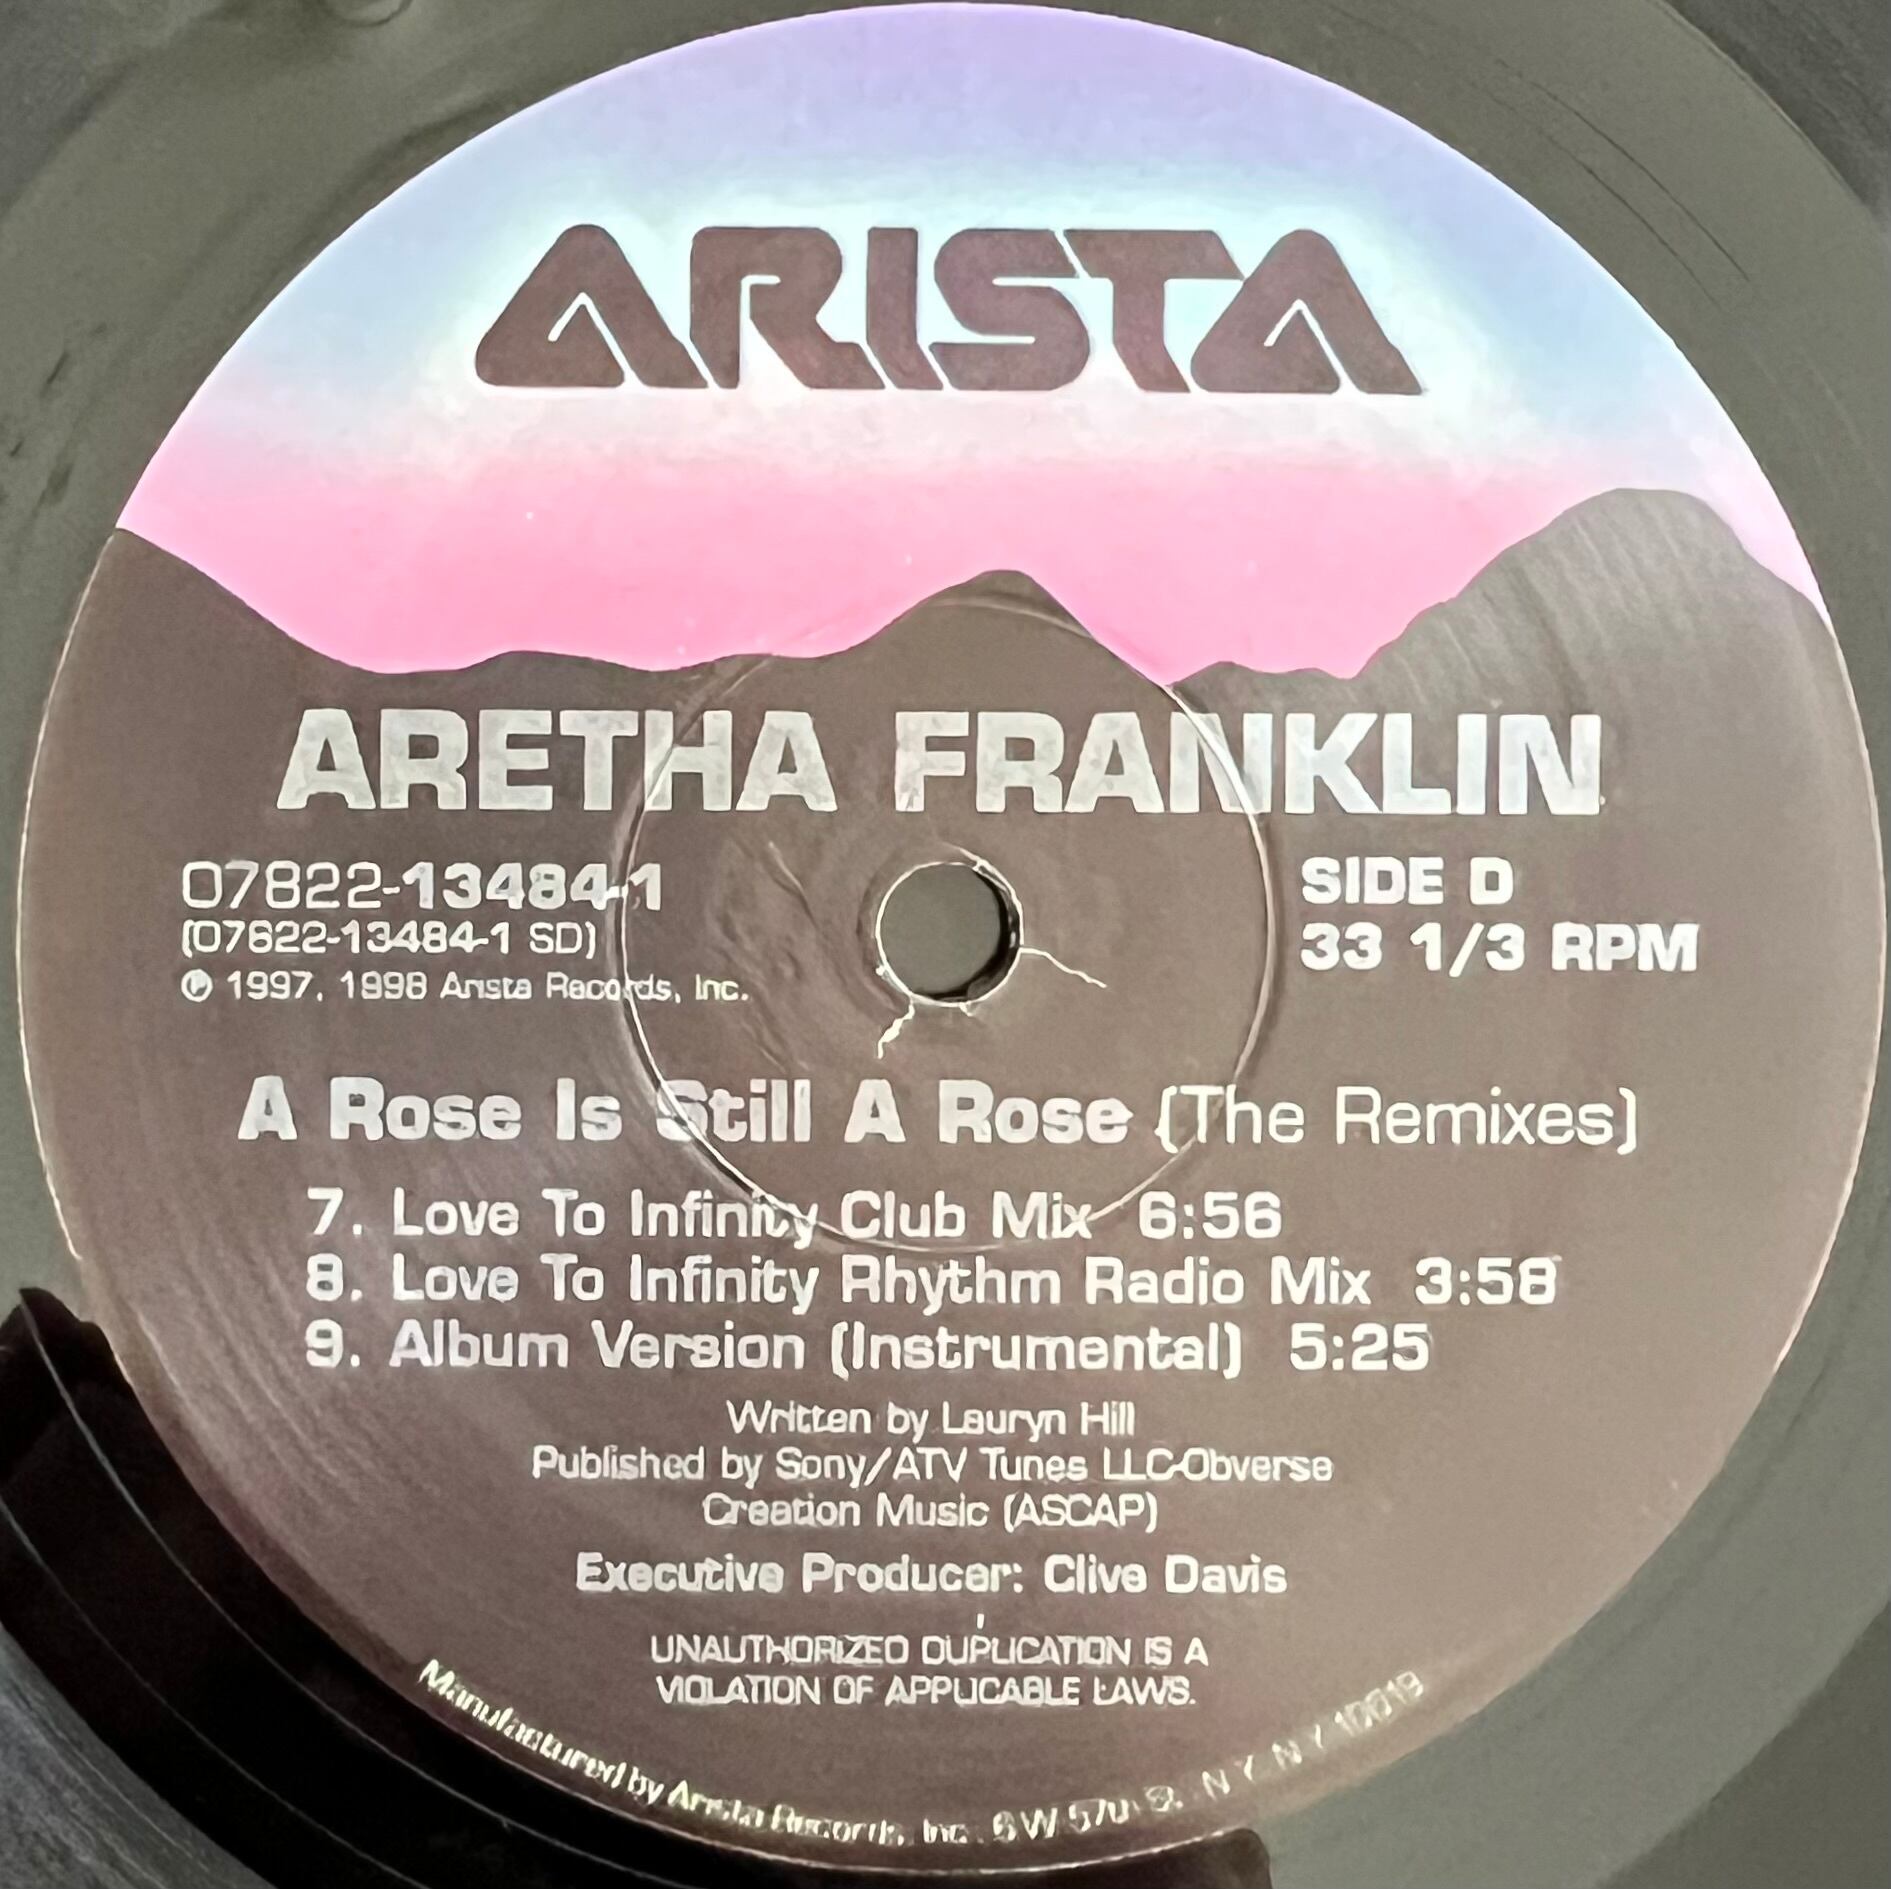 ARISTA
ARETHA FRANKLIN
07822-13484-1
(07822-13484-1 SD)
℗ 1997, 1998 Arista Records, Inc.
SIDE D
33 1/3 RPM
A Rose Is Still A Rose (The Remixes)
7. Love To Infinity Club Mix 6:56
8. Love To Infinity Rhythm Radio Mix 3:58
9. Album Version (Instrumental) 5:25
Written by Lauryn Hill
Published by Sony/ATV Tunes LLC-Obverse
Creation Music (ASCAP)
Executive Producer: Clive Davis
UNAUTHORIZED DUPLICATION IS A
VIOLATION OF APPLICABLE LAWS.
Manufactured by Arista Records, Inc. 6 W 57th St. N Y N Y 10019